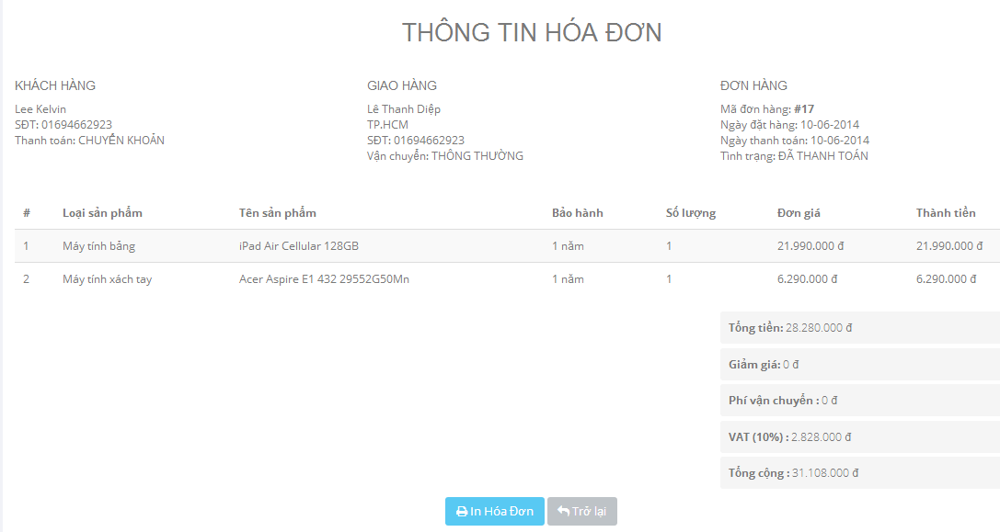 THÔNG TIN HÓA ĐƠN
KHÁCH HÀNG
Lee Kelvin
SĐT: 01694662923
Thanh toán: CHUYỂN KHOẢN
GIAO HÀNG
Lê Thanh Diệp
TP.HCM
SĐT: 01694662923
Vận chuyển: THÔNG THƯỜNG
ĐƠN HÀNG
Mã đơn hàng: #17
Ngày đặt hàng: 10-06-2014
Ngày thanh toán: 10-06-2014
Tình trạng: ĐÃ THANH TOÁN
# Loại sản phẩm Tên sản phẩm Bảo hành Số lượng Đơn giá Thành tiền
1 Máy tính bảng iPad Air Cellular 128GB 1 năm 1 21.990.000 đ 21.990.000 đ
2 Máy tính xách tay Acer Aspire E1 432 29552G50Mn 1 năm 1 6.290.000 đ 6.290.000 đ
Tổng tiền: 28.280.000 đ
Giảm giá: 0 đ
Phí vận chuyển : 0 đ
VAT (10%) : 2.828.000 đ
Tổng cộng : 31.108.000 đ
In Hóa Đơn Trở lại